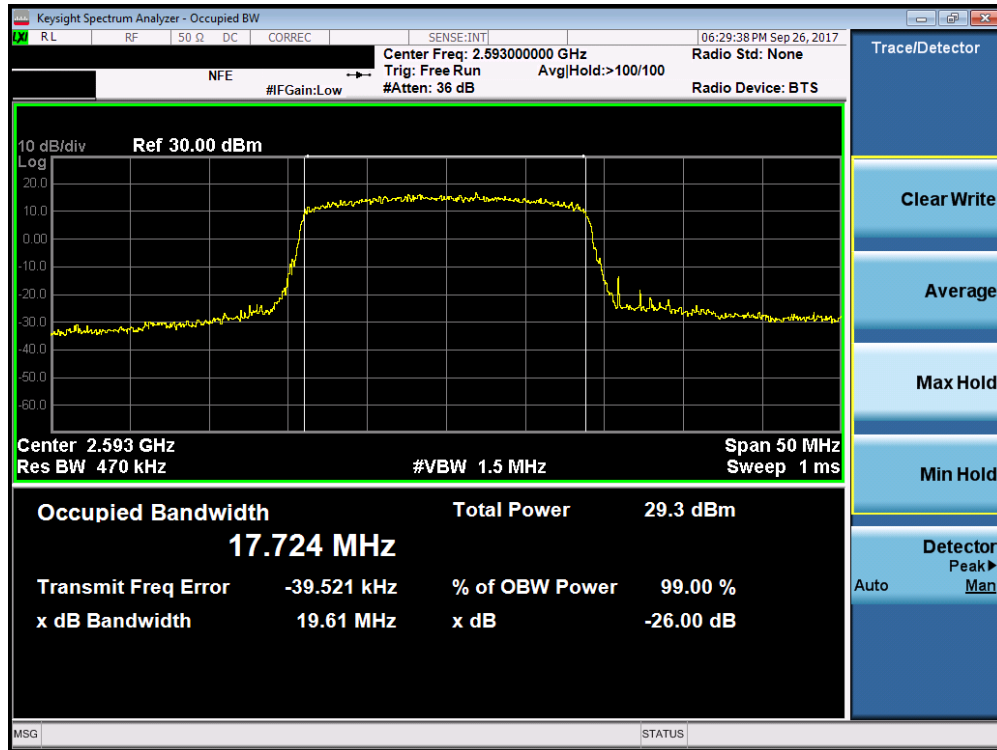 Keysight Spectrum Analyzer - Occupied BW
LXI RL RF 50 Ω DC CORREC SENSE:INT 06:29:38 PM Sep 26, 2017
Center Freq: 2.593000000 GHz Radio Std: None
NFE Trig: Free Run Avg|Hold:>100/100
#IFGain:Low #Atten: 36 dB Radio Device: BTS
10 dB/div Ref 30.00 dBm
Log
20.0
10.0
0.00
-10.0
-20.0
-30.0
-40.0
-50.0
-60.0
Center 2.593 GHz Span 50 MHz
Res BW 470 kHz #VBW 1.5 MHz Sweep 1 ms
Occupied Bandwidth Total Power 29.3 dBm
17.724 MHz
Transmit Freq Error -39.521 kHz % of OBW Power 99.00 %
x dB Bandwidth 19.61 MHz x dB -26.00 dB
MSG STATUS
Trace/Detector
Clear Write
Average
Max Hold
Min Hold
Detector
Peak▶
Auto Man